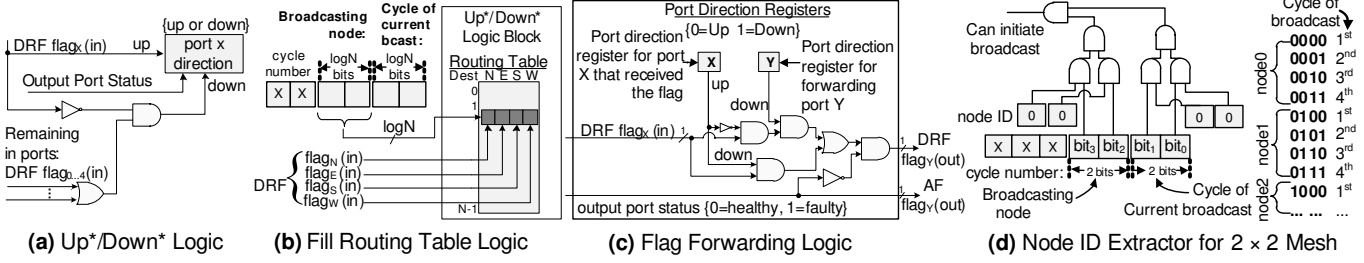 {up or down}
DRF flagX(in)
up
port x
direction
Output Port Status
down
Remaining
in ports:
DRF flag0...4(in)
(a) Up*/Down* Logic
Broadcasting
node:
Cycle of
current
bcast:
cycle
number
logN
bits
logN
bits
X X
logN
Up*/Down*
Logic Block
Routing Table
Dest N E S W
0
1
N-1
DRF
flagN(in)
flagE(in)
flagS(in)
flagW(in)
(b) Fill Routing Table Logic
Port Direction Registers
{0=Up 1=Down}
Port direction
register for port
X that received
the flag
X
Y
Port direction
register for
forwarding
port Y
up
down
DRF flagX(in)
1
down
1
DRF
flagY(out)
1
AF
flagY(out)
output port status {0=healthy, 1=faulty}
(c) Flag Forwarding Logic
Can initiate
broadcast
node ID
0 0
0 0
X X X bit3 bit2 bit1 bit0
cycle number:
2 bits
2 bits
Broadcasting
node
Cycle of
Current broadcast
Cycle of
broadcast
node0
0000 1st
0001 2nd
0010 3rd
0011 4th
node1
0100 1st
0101 2nd
0110 3rd
0111 4th
node2
1000 1st
... ... ...
(d) Node ID Extractor for 2 × 2 Mesh